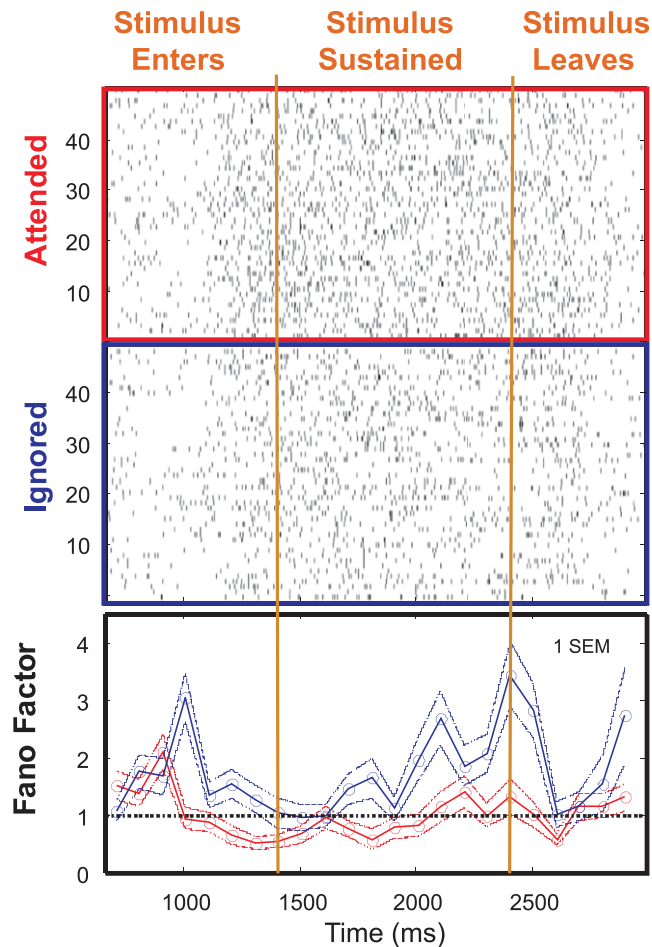 Stimulus Enters
Stimulus Sustained
Stimulus Leaves
Attended
40
30
20
10
Ignored
40
30
20
10
Fano Factor
4
3
2
1
0
1 SEM
1000
1500
2000
2500
Time (ms)